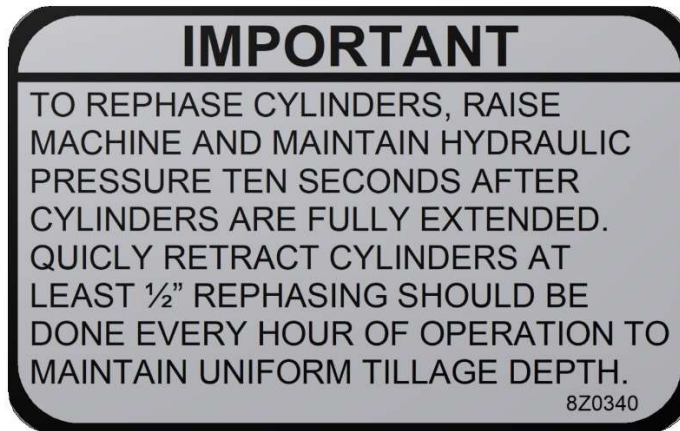 IMPORTANT
TO REPHASE CYLINDERS, RAISE
MACHINE AND MAINTAIN HYDRAULIC
PRESSURE TEN SECONDS AFTER
CYLINDERS ARE FULLY EXTENDED.
QUICLY RETRACT CYLINDERS AT
LEAST ½” REPHASING SHOULD BE
DONE EVERY HOUR OF OPERATION TO
MAINTAIN UNIFORM TILLAGE DEPTH.
8Z0340